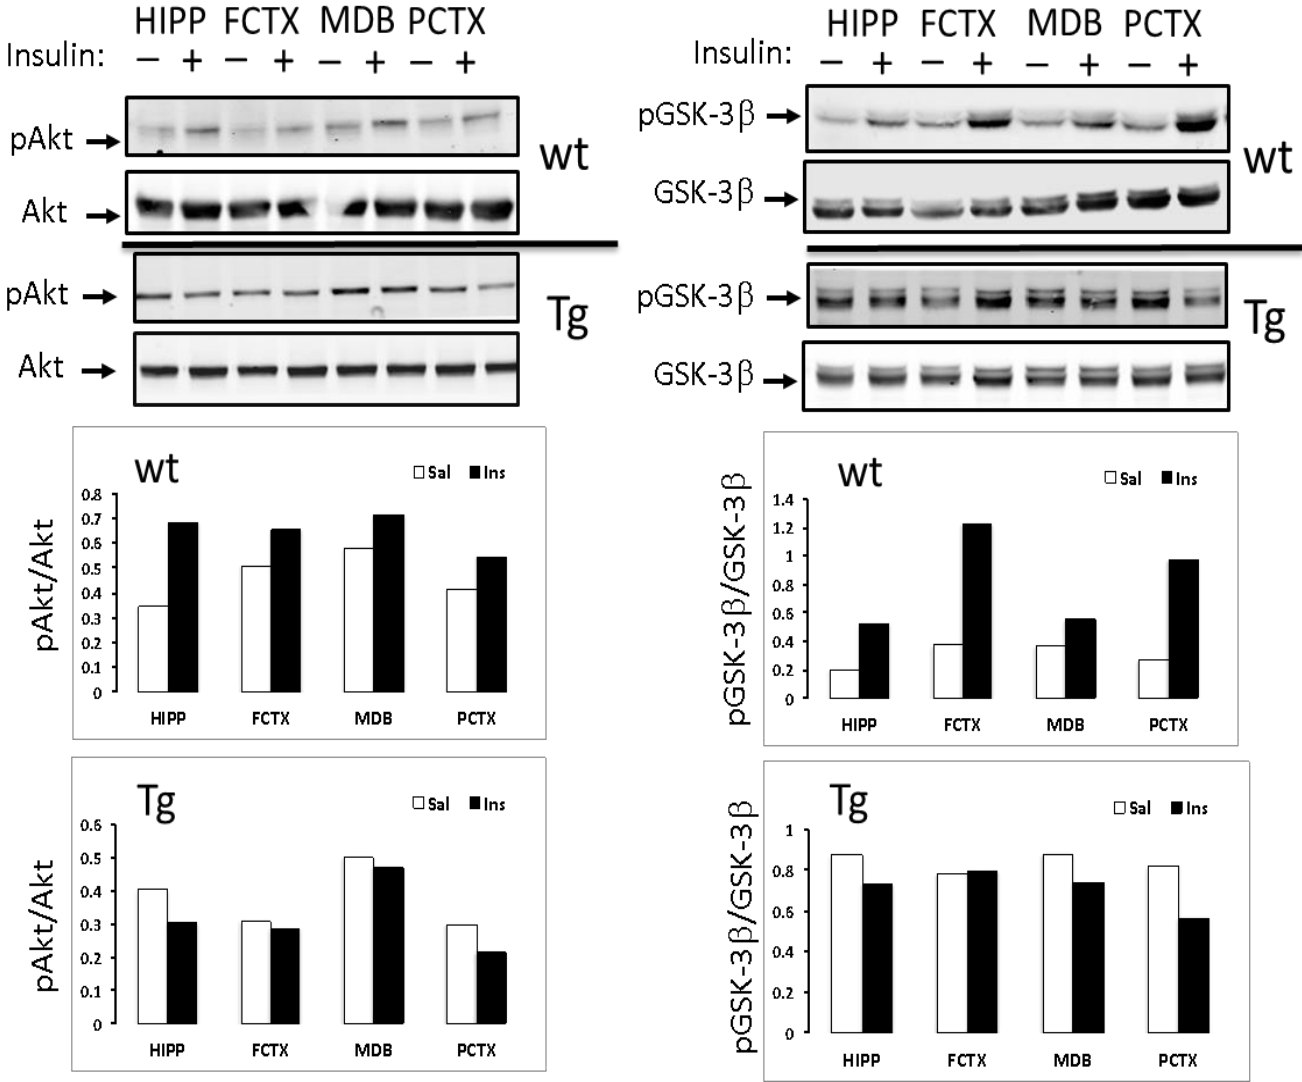 HIPP FCTX MDB PCTX
Insulin: – + – + – + – +
pAkt
wt
Akt
pAkt
Tg
Akt
HIPP FCTX MDB PCTX
Insulin: – + – + – + – +
pGSK-3β
wt
GSK-3β
pGSK-3β
Tg
GSK-3β
wt
Sal Ins
pAkt/Akt
0.8
0.7
0.6
0.5
0.4
0.3
0.2
0.1
0
HIPP FCTX MDB PCTX
wt
Sal Ins
pGSK-3β/GSK-3β
1.4
1.2
1
0.8
0.6
0.4
0.2
0
HIPP FCTX MDB PCTX
Tg
Sal Ins
pAkt/Akt
0.6
0.5
0.4
0.3
0.2
0.1
0
HIPP FCTX MDB PCTX
Tg
Sal Ins
pGSK-3β/GSK-3β
1
0.8
0.6
0.4
0.2
0
HIPP FCTX MDB PCTX